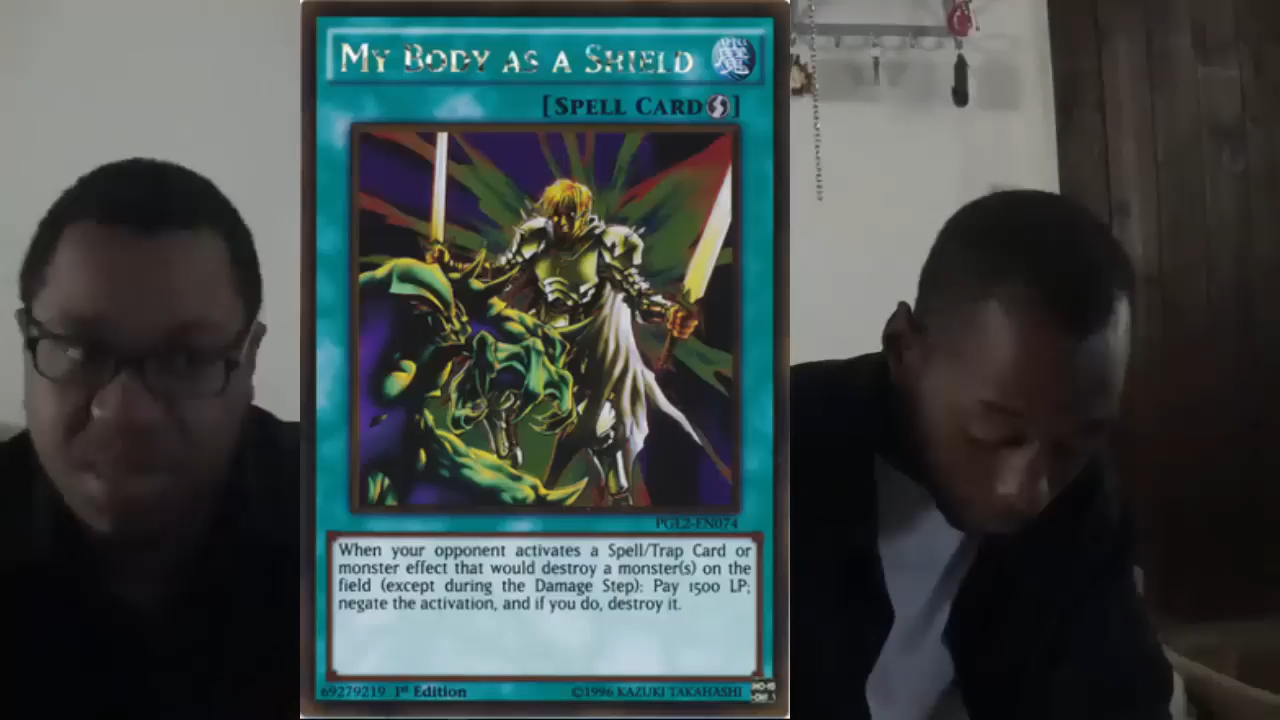 MY BODY AS A SHIELD
魔
[SPELL CARD]
PGL2-EN074
When your opponent activates a Spell/Trap Card or
monster effect that would destroy a monster(s) on the
field (except during the Damage Step): Pay 1500 LP;
negate the activation, and if you do, destroy it.
69279219 1st Edition ©1996 KAZUKI TAKAHASHI